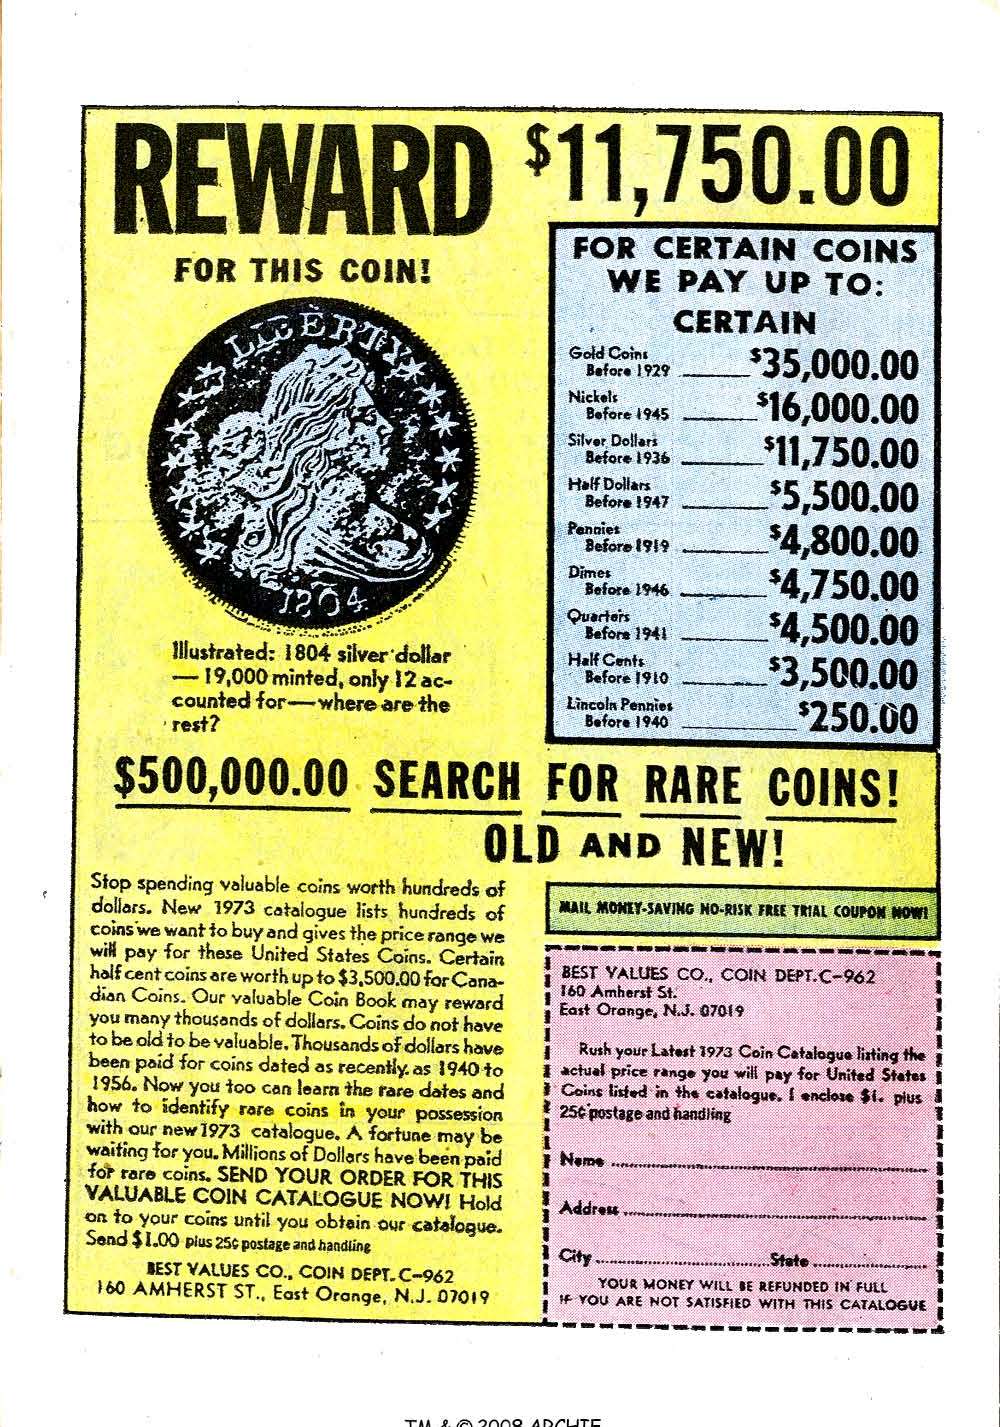 REWARD $11,750.00
FOR THIS COIN!
LIBERTY
1804
Illustrated: 1804 silver dollar
— 19,000 minted, only 12 ac-
counted for—where are the
rest?
FOR CERTAIN COINS
WE PAY UP TO:
CERTAIN
Gold Coins
Before 1929 $35,000.00
Nickels
Before 1945 $16,000.00
Silver Dollars
Before 1936 $11,750.00
Half Dollars
Before 1947 $5,500.00
Pennies
Before 1919 $4,800.00
Dimes
Before 1946 $4,750.00
Quarters
Before 1941 $4,500.00
Half Cents
Before 1910 $3,500.00
Lincoln Pennies
Before 1940 $250.00
$500,000.00 SEARCH FOR RARE COINS!
OLD AND NEW!
Stop spending valuable coins worth hundreds of
dollars. New 1973 catalogue lists hundreds of
coins we want to buy and gives the price range we
will pay for these United States Coins. Certain
half cent coins are worth up to $3,500.00 for Cana-
dian Coins. Our valuable Coin Book may reward
you many thousands of dollars. Coins do not have
to be old to be valuable. Thousands of dollars have
been paid for coins dated as recently as 1940 to
1956. Now you too can learn the rare dates and
how to identify rare coins in your possession
with our new 1973 catalogue. A fortune may be
waiting for you. Millions of Dollars have been paid
for rare coins. SEND YOUR ORDER FOR THIS
VALUABLE COIN CATALOGUE NOW! Hold
on to your coins until you obtain our catalogue.
Send $1.00 plus 25¢ postage and handling
BEST VALUES CO., COIN DEPT. C-962
160 AMHERST ST., East Orange, N.J. 07019
MAIL MONEY-SAVING NO-RISK FREE TRIAL COUPON NOW!
BEST VALUES CO., COIN DEPT. C-962
160 Amherst St.
East Orange, N.J. 07019
Rush your Latest 1973 Coin Catalogue listing the
actual price range you will pay for United States
Coins listed in the catalogue. I enclose $1. plus
25¢ postage and handling
Name
Address
City State
YOUR MONEY WILL BE REFUNDED IN FULL
IF YOU ARE NOT SATISFIED WITH THIS CATALOGUE
TM & © 2008 ARCHIE